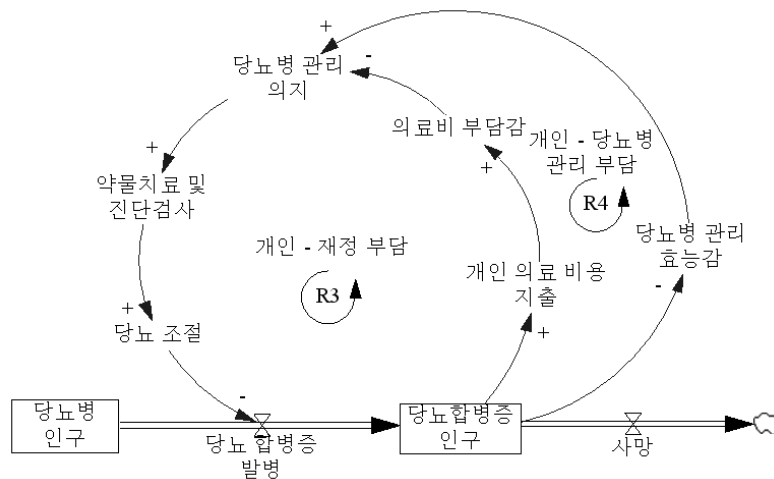 +
-
당뇨병 관리
의지
의료비 부담감
개인 - 당뇨병
관리 부담
+
+
약물치료 및
진단검사
R4
당뇨병 관리
효능감
개인 - 재정 부담
개인 의료 비용
지출
-
R3
+
당뇨 조절
+
-
당뇨병
인구
당뇨 합병증
발병
당뇨합병증
인구
사망